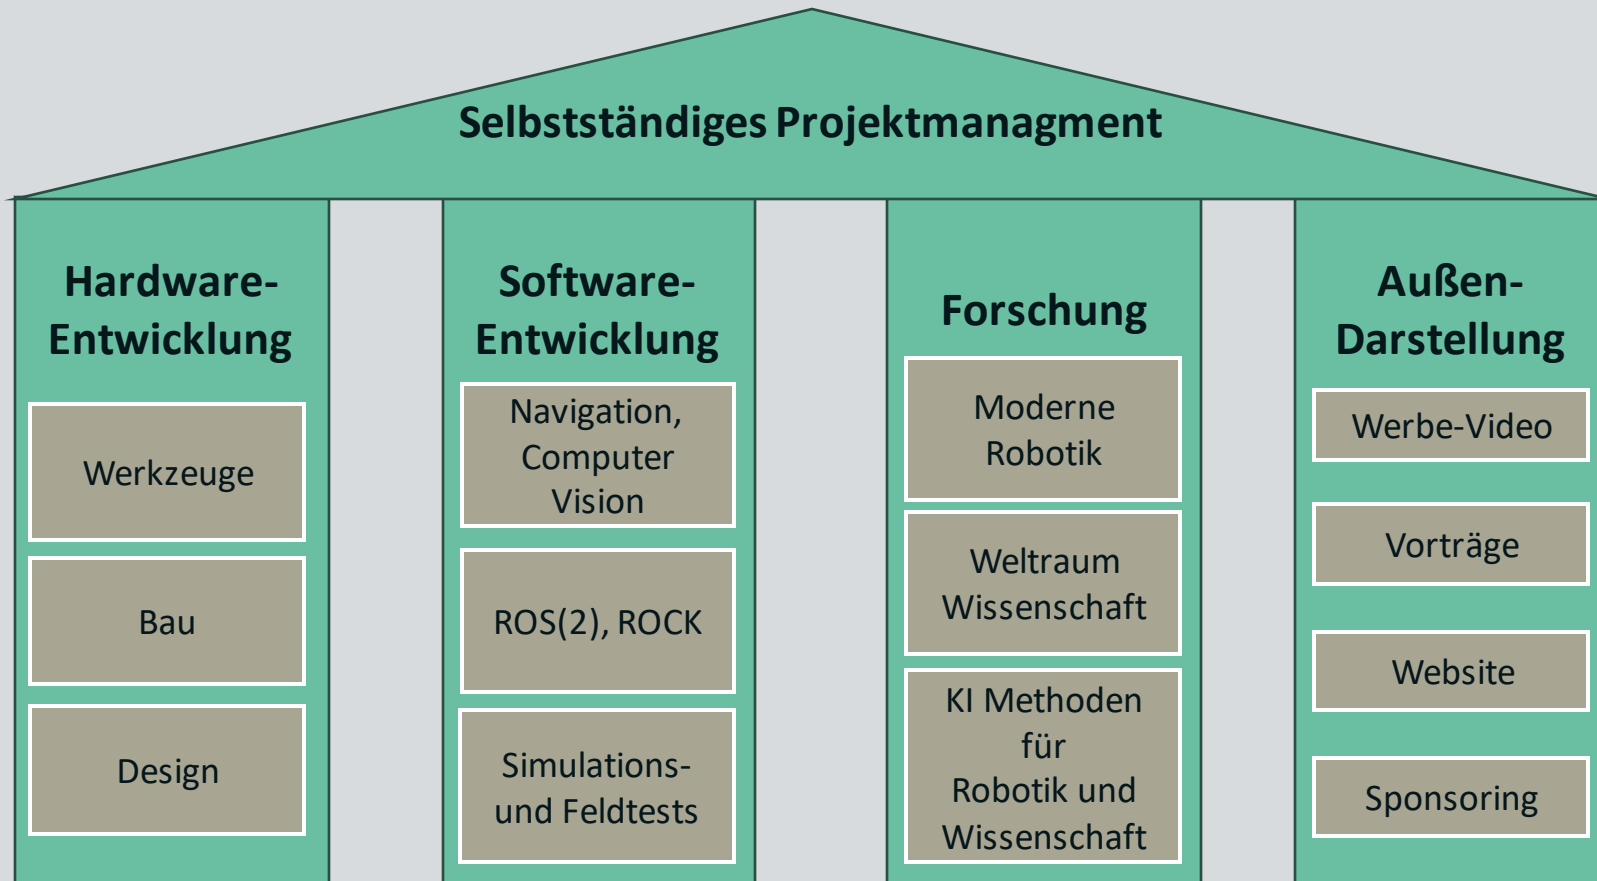 Selbstständiges Projektmanagment
Hardware-
Entwicklung
Werkzeuge
Bau
Design
Software-
Entwicklung
Navigation,
Computer
Vision
ROS(2), ROCK
Simulations-
und Feldtests
Forschung
Moderne
Robotik
Weltraum
Wissenschaft
KI Methoden
für
Robotik und
Wissenschaft
Außen-
Darstellung
Werbe-Video
Vorträge
Website
Sponsoring